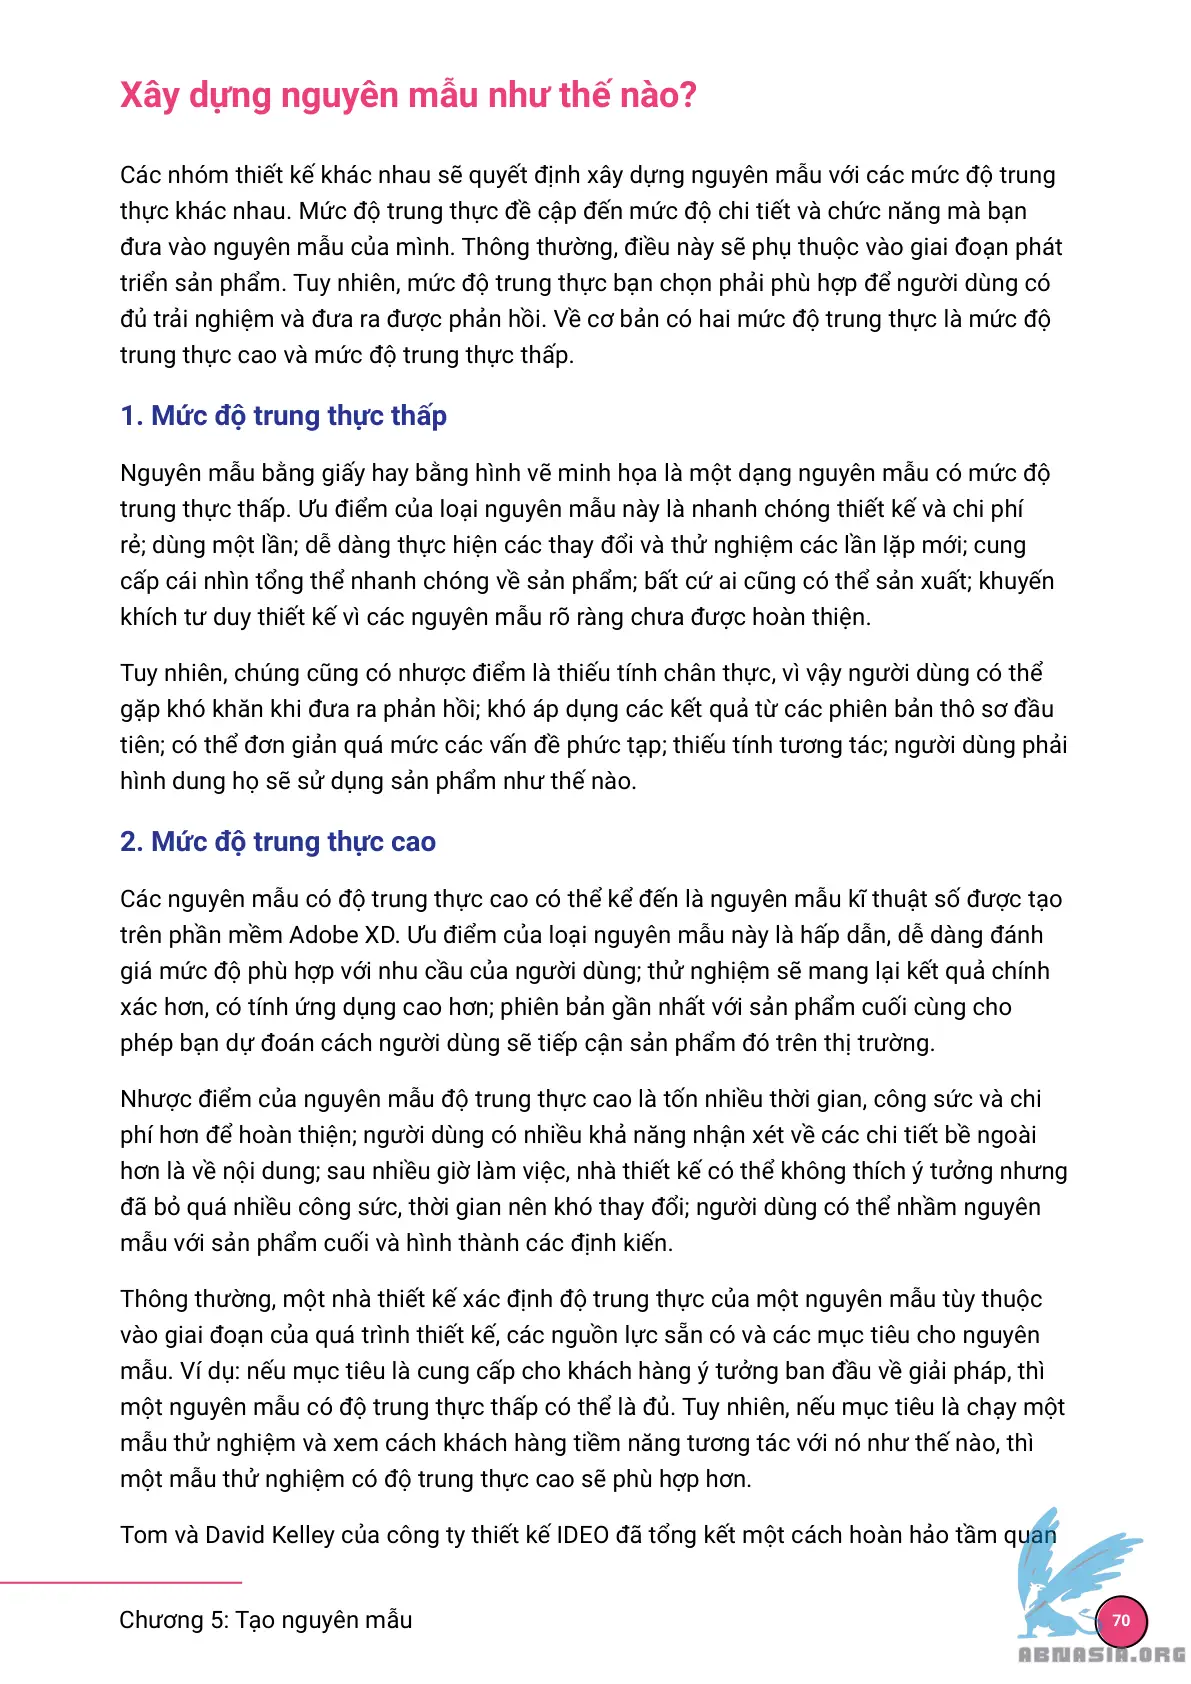 Xây dựng nguyên mẫu như thế nào?
Các nhóm thiết kế khác nhau sẽ quyết định xây dựng nguyên mẫu với các mức độ trung
thực khác nhau. Mức độ trung thực đề cập đến mức độ chi tiết và chức năng mà bạn
đưa vào nguyên mẫu của mình. Thông thường, điều này sẽ phụ thuộc vào giai đoạn phát
triển sản phẩm. Tuy nhiên, mức độ trung thực bạn chọn phải phù hợp để người dùng có
đủ trải nghiệm và đưa ra được phản hồi. Về cơ bản có hai mức độ trung thực là mức độ
trung thực cao và mức độ trung thực thấp.
1. Mức độ trung thực thấp
Nguyên mẫu bằng giấy hay bằng hình vẽ minh họa là một dạng nguyên mẫu có mức độ
trung thực thấp. Ưu điểm của loại nguyên mẫu này là nhanh chóng thiết kế và chi phí
rẻ; dùng một lần; dễ dàng thực hiện các thay đổi và thử nghiệm các lần lặp mới; cung
cấp cái nhìn tổng thể nhanh chóng về sản phẩm; bất cứ ai cũng có thể sản xuất; khuyến
khích tư duy thiết kế vì các nguyên mẫu rõ ràng chưa được hoàn thiện.
Tuy nhiên, chúng cũng có nhược điểm là thiếu tính chân thực, vì vậy người dùng có thể
gặp khó khăn khi đưa ra phản hồi; khó áp dụng các kết quả từ các phiên bản thô sơ đầu
tiên; có thể đơn giản quá mức các vấn đề phức tạp; thiếu tính tương tác; người dùng phải
hình dung họ sẽ sử dụng sản phẩm như thế nào.
2. Mức độ trung thực cao
Các nguyên mẫu có độ trung thực cao có thể kể đến là nguyên mẫu kĩ thuật số được tạo
trên phần mềm Adobe XD. Ưu điểm của loại nguyên mẫu này là hấp dẫn, dễ dàng đánh
giá mức độ phù hợp với nhu cầu của người dùng; thử nghiệm sẽ mang lại kết quả chính
xác hơn, có tính ứng dụng cao hơn; phiên bản gần nhất với sản phẩm cuối cùng cho
phép bạn dự đoán cách người dùng sẽ tiếp cận sản phẩm đó trên thị trường.
Nhược điểm của nguyên mẫu độ trung thực cao là tốn nhiều thời gian, công sức và chi
phí hơn để hoàn thiện; người dùng có nhiều khả năng nhận xét về các chi tiết bề ngoài
hơn là về nội dung; sau nhiều giờ làm việc, nhà thiết kế có thể không thích ý tưởng nhưng
đã bỏ quá nhiều công sức, thời gian nên khó thay đổi; người dùng có thể nhầm nguyên
mẫu với sản phẩm cuối và hình thành các định kiến.
Thông thường, một nhà thiết kế xác định độ trung thực của một nguyên mẫu tùy thuộc
vào giai đoạn của quá trình thiết kế, các nguồn lực sẵn có và các mục tiêu cho nguyên
mẫu. Ví dụ: nếu mục tiêu là cung cấp cho khách hàng ý tưởng ban đầu về giải pháp, thì
một nguyên mẫu có độ trung thực thấp có thể là đủ. Tuy nhiên, nếu mục tiêu là chạy một
mẫu thử nghiệm và xem cách khách hàng tiềm năng tương tác với nó như thế nào, thì
một mẫu thử nghiệm có độ trung thực cao sẽ phù hợp hơn.
Tom và David Kelley của công ty thiết kế IDEO đã tổng kết một cách hoàn hảo tầm quan
Chương 5: Tạo nguyên mẫu
70
ABNASIA.ORG